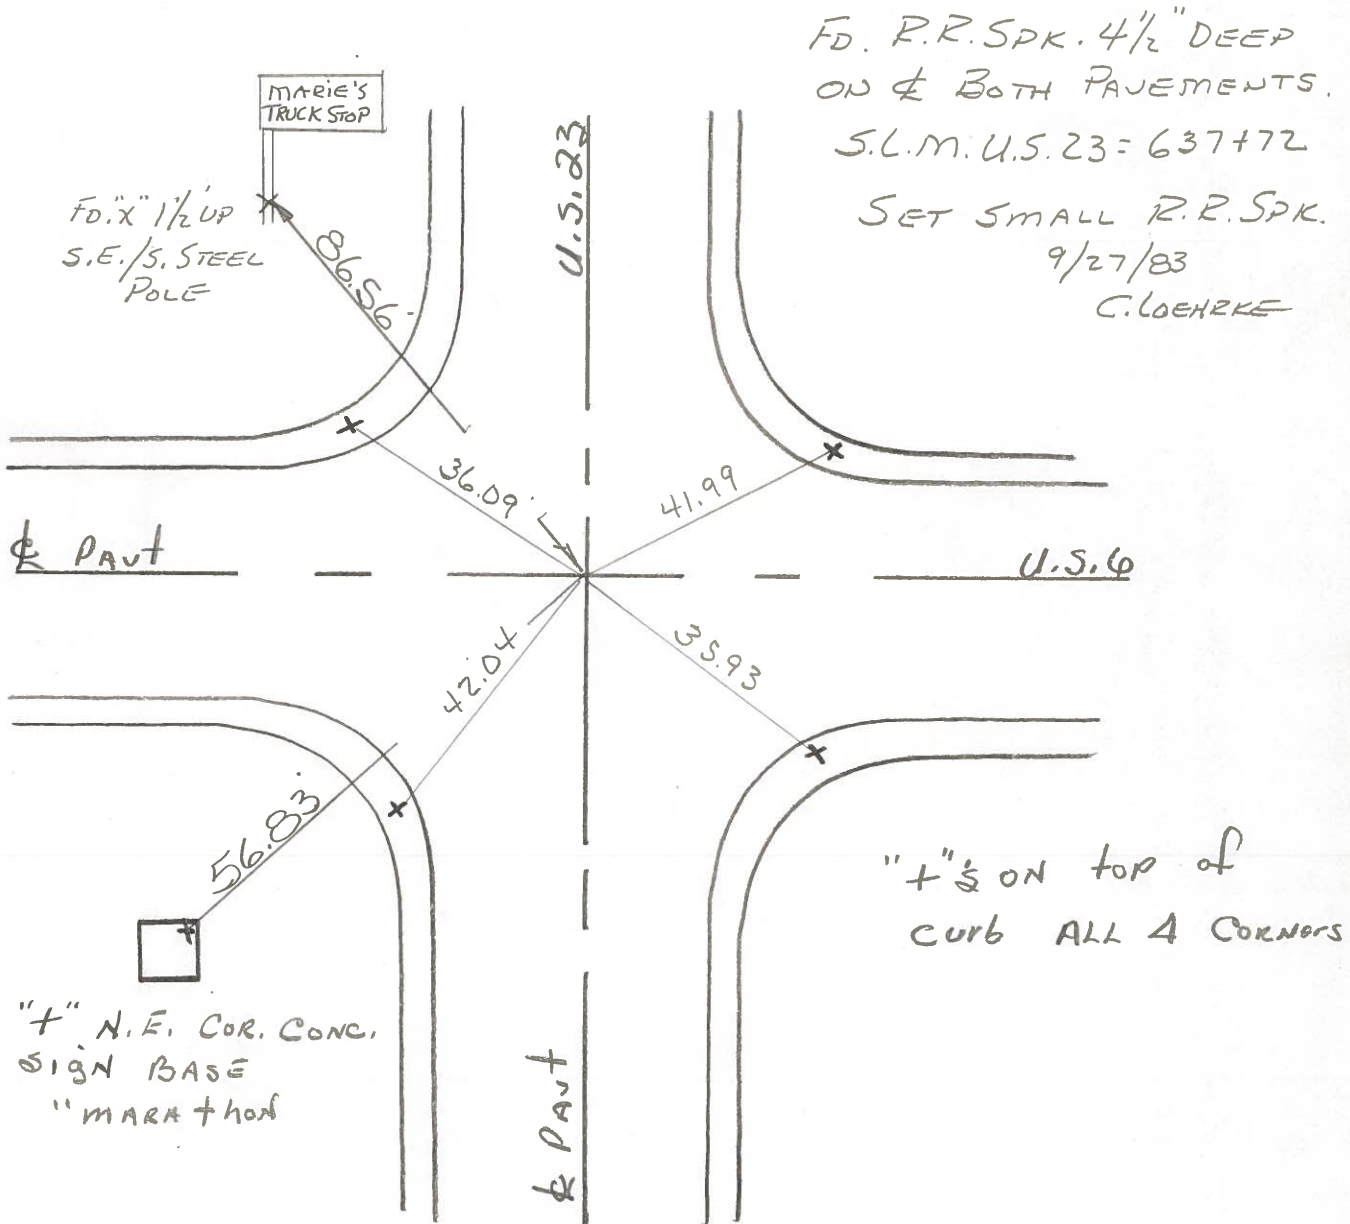 FD. R.R. SPK. 4½" DEEP
ON ℄ BOTH PAVEMENTS.
S.L.M. U.S. 23 = 637+72
SET SMALL R.R. SPK.
9/27/83
C. LOEHRKE
MARIE'S
TRUCK STOP
FD. "X" 1½' UP
S.E./S. STEEL
POLE
86.56'
U.S. 23
36.09'
41.99
℄ PAVT
U.S. 6
42.04
35.93
56.83
"+"'s ON top of
curb ALL 4 CORNErS
"+" N.E. COR. CONC.
SIgN BASE
"MARAthON
℄ PAVt